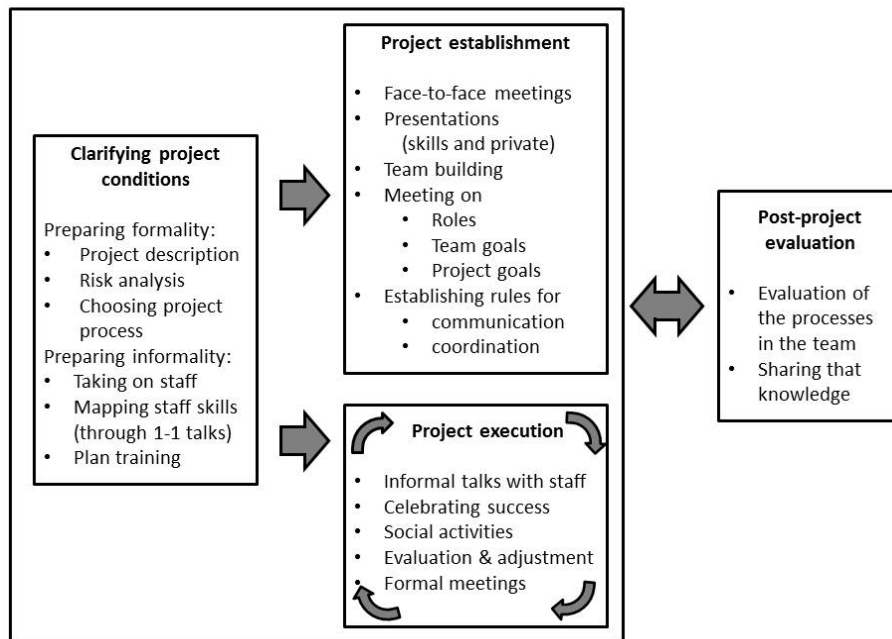 Clarifying project
conditions
Preparing formality:
• Project description
• Risk analysis
• Choosing project
process
Preparing informality:
• Taking on staff
• Mapping staff skills
(through 1-1 talks)
• Plan training
Project establishment
• Face-to-face meetings
• Presentations
(skills and private)
• Team building
• Meeting on
• Roles
• Team goals
• Project goals
• Establishing rules for
• communication
• coordination
Project execution
• Informal talks with staff
• Celebrating success
• Social activities
• Evaluation & adjustment
• Formal meetings
Post-project
evaluation
• Evaluation of
the processes
in the team
• Sharing that
knowledge